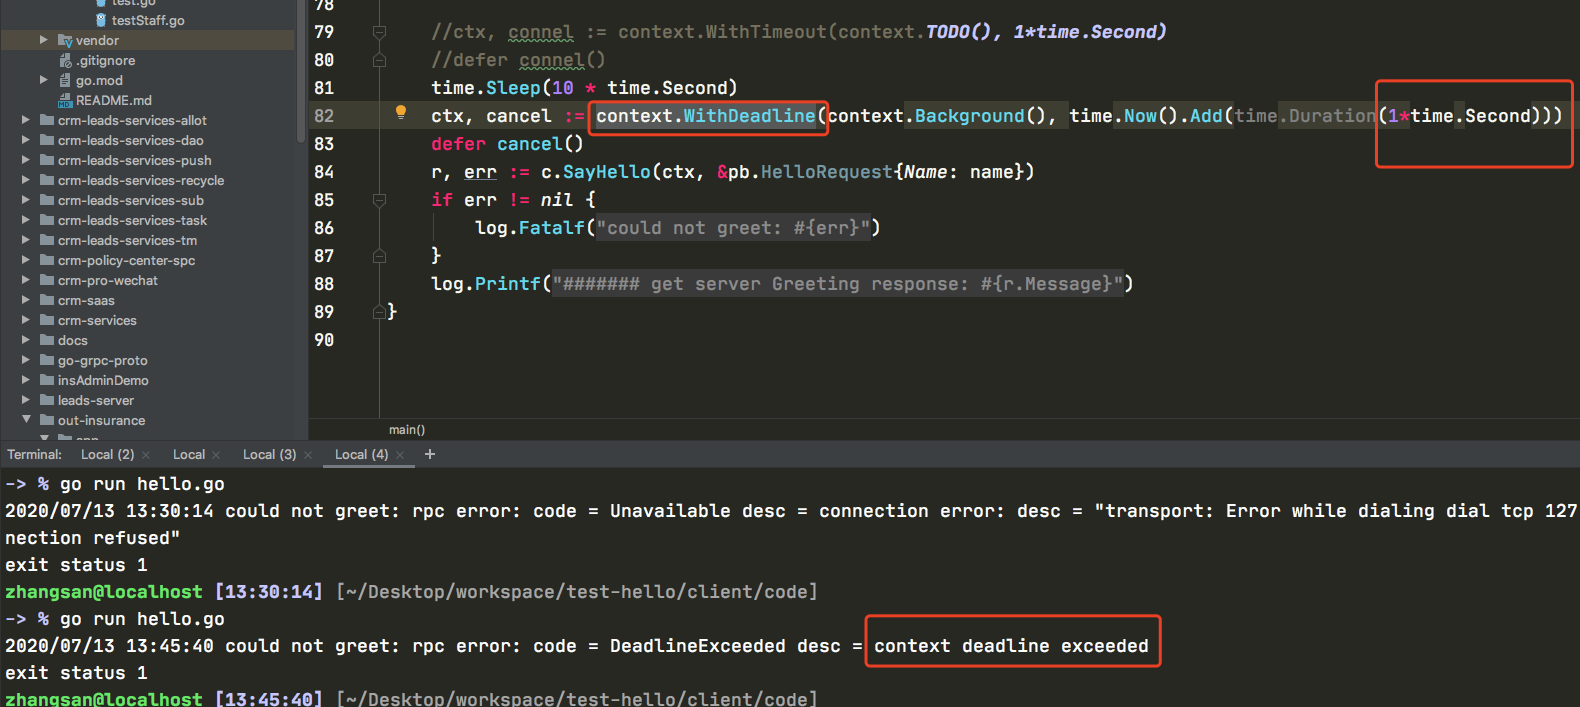 test.go
testStaff.go
vendor
.gitignore
go.mod
README.md
crm-leads-services-allot
crm-leads-services-dao
crm-leads-services-push
crm-leads-services-recycle
crm-leads-services-sub
crm-leads-services-task
crm-leads-services-tm
crm-policy-center-spc
crm-pro-wechat
crm-saas
crm-services
docs
go-grpc-proto
insAdminDemo
leads-server
out-insurance
78
79 //ctx, connel := context.WithTimeout(context.TODO(), 1*time.Second)
80 //defer connel()
81 time.Sleep(10 * time.Second)
82 ctx, cancel := context.WithDeadline(context.Background(), time.Now().Add(time.Duration(1*time.Second)))
83 defer cancel()
84 r, err := c.SayHello(ctx, &pb.HelloRequest{Name: name})
85 if err != nil {
86 log.Fatalf("could not greet: #{err}")
87 }
88 log.Printf("####### get server Greeting response: #{r.Message}")
89 }
90
main()
Terminal: Local (2) × Local × Local (3) × Local (4) × +
-> % go run hello.go
2020/07/13 13:30:14 could not greet: rpc error: code = Unavailable desc = connection error: desc = "transport: Error while dialing dial tcp 127
nection refused"
exit status 1
zhangsan@localhost [13:30:14] [~/Desktop/workspace/test-hello/client/code]
-> % go run hello.go
2020/07/13 13:45:40 could not greet: rpc error: code = DeadlineExceeded desc = context deadline exceeded
exit status 1
zhangsan@localhost [13:45:40] [~/Desktop/workspace/test-hello/client/code]